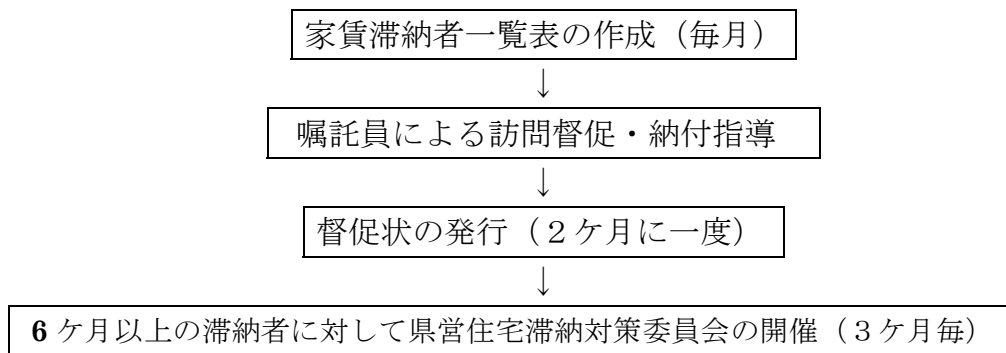 家賃滞納者一覧表の作成（毎月）
↓
嘱託員による訪問督促・納付指導
↓
督促状の発行（２ケ月に一度）
↓
6 ケ月以上の滞納者に対して県営住宅滞納対策委員会の開催（３ケ月毎）